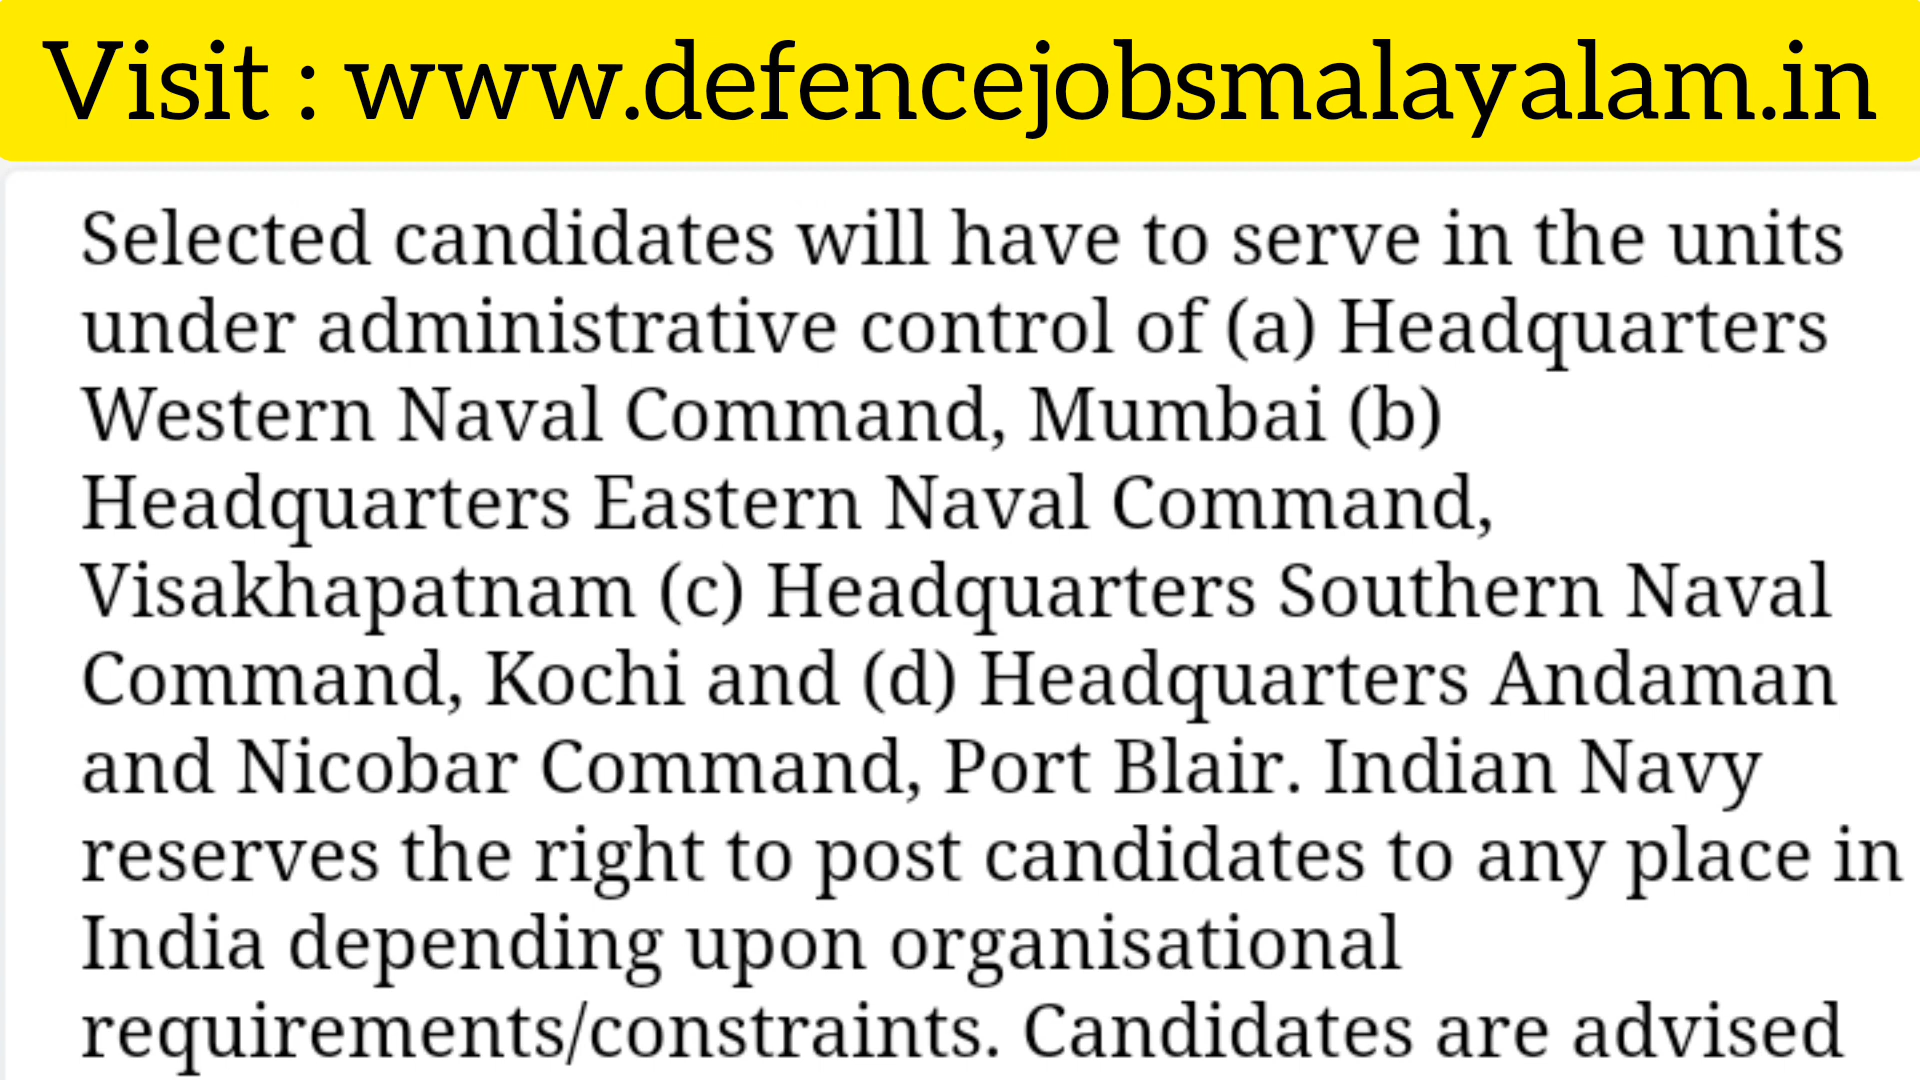 Visit : www.defencejobsmalayalam.in
Selected candidates will have to serve in the units
under administrative control of (a) Headquarters
Western Naval Command, Mumbai (b)
Headquarters Eastern Naval Command,
Visakhapatnam (c) Headquarters Southern Naval
Command, Kochi and (d) Headquarters Andaman
and Nicobar Command, Port Blair. Indian Navy
reserves the right to post candidates to any place in
India depending upon organisational
requirements/constraints. Candidates are advised